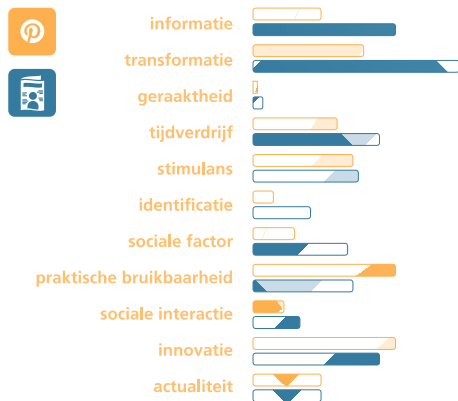 informatie
transformatie
geraaktheid
tijdverdrijf
stimulans
identificatie
sociale factor
praktische bruikbaarheid
sociale interactie
innovatie
actualiteit